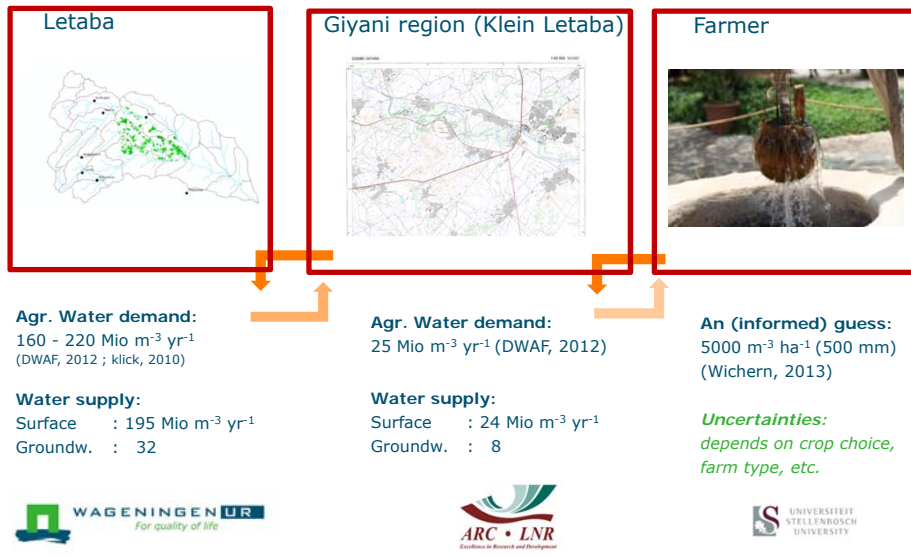 Letaba
Giyani region (Klein Letaba)
Farmer
Agr. Water demand:
160 - 220 Mio m⁻³ yr⁻¹
(DWAF, 2012 ; klick, 2010)
Water supply:
Surface : 195 Mio m⁻³ yr⁻¹
Groundw. : 32
Agr. Water demand:
25 Mio m⁻³ yr⁻¹ (DWAF, 2012)
Water supply:
Surface : 24 Mio m⁻³ yr⁻¹
Groundw. : 8
An (informed) guess:
5000 m⁻³ ha⁻¹ (500 mm)
(Wichern, 2013)
Uncertainties:
depends on crop choice,
farm type, etc.
WAGENINGEN UR
For quality of life
ARC • LNR
Excellence in Research and Development
UNIVERSITEIT
STELLENBOSCH
UNIVERSITY